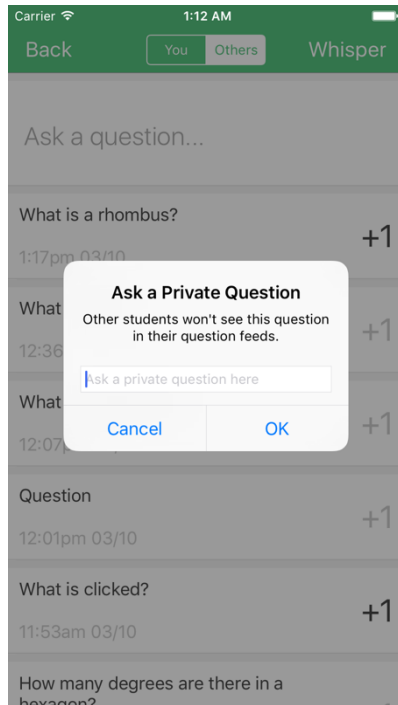 Carrier 1:12 AM
Back You Others Whisper
Ask a question...
What is a rhombus?
+1
1:17pm 03/10
Ask a Private Question
Other students won't see this question
in their question feeds.
Ask a private question here
Cancel OK
What
+1
12:36
What
+1
12:07
Question
+1
12:01pm 03/10
What is clicked?
+1
11:53am 03/10
How many degrees are there in a
hexagon?